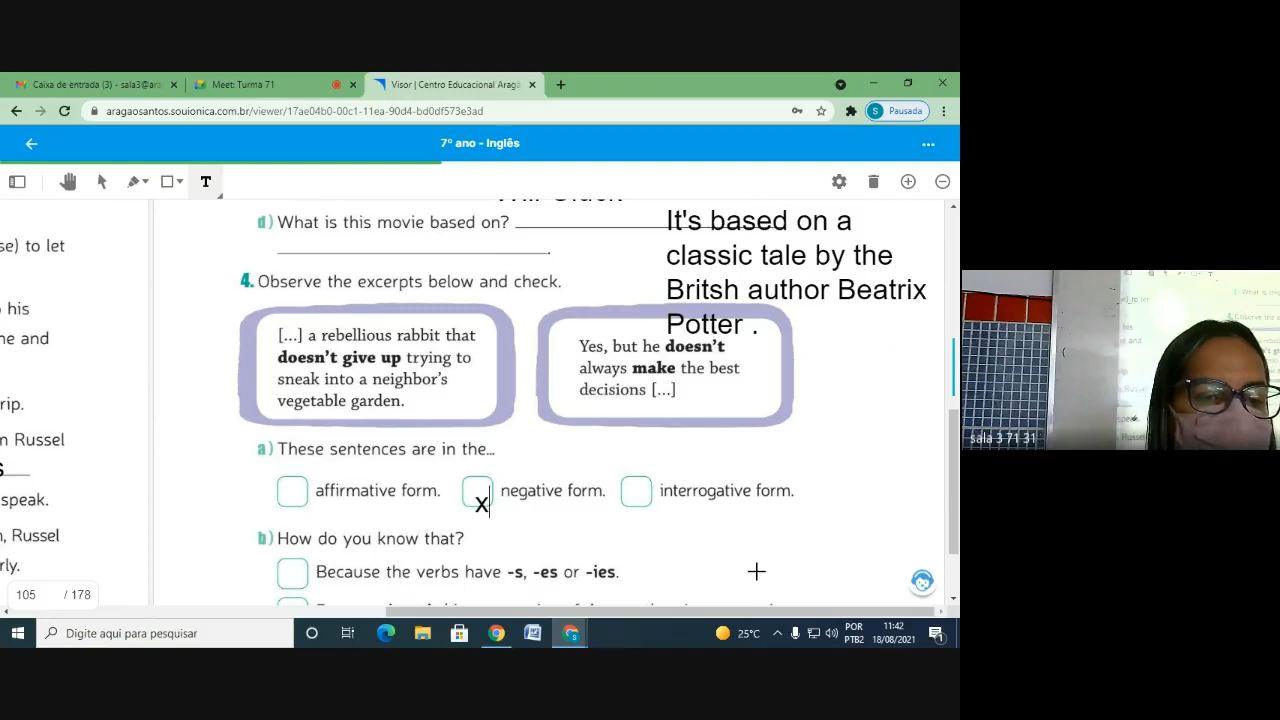 Caixa de entrada (3) - sala3@ara
Meet: Turma 71
Visor | Centro Educacional Aragã
aragaosantos.souionica.com.br/viewer/17ae04b0-00c1-11ea-90d4-bd0df573e3ad
S Pausada
7º ano - Inglês
T
d) What is this movie based on?
It's based on a
classic tale by the
Britsh author Beatrix
Potter .
se) to let
his
ne and
rip.
m Russel
s
speak.
, Russel
rly.
4. Observe the excerpts below and check.
[...] a rebellious rabbit that
doesn't give up trying to
sneak into a neighbor's
vegetable garden.
Yes, but he doesn't
always make the best
decisions [...]
a) These sentences are in the...
affirmative form.
x negative form.
interrogative form.
b) How do you know that?
Because the verbs have -s, -es or -ies.
105 / 178
sala 3 71 31
Digite aqui para pesquisar
25°C
POR
PTB2
11:42
18/08/2021
1